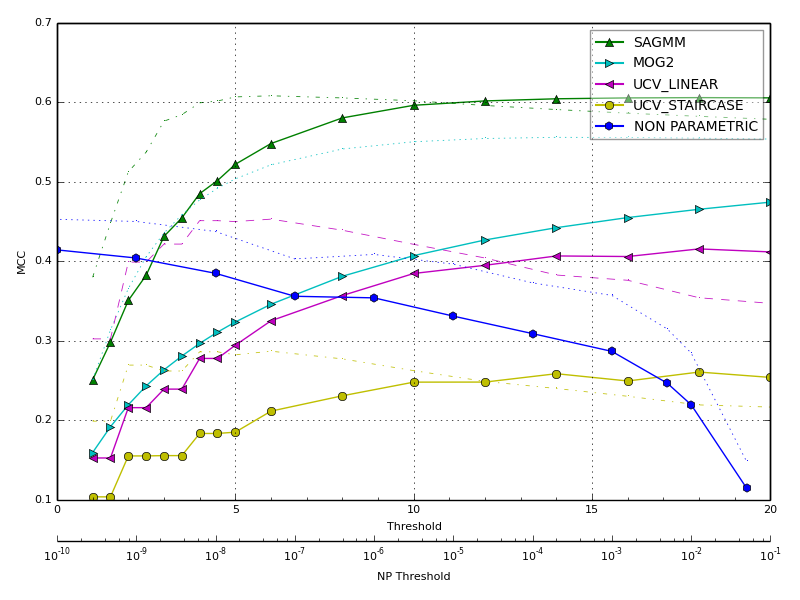 0.7
0.6
0.5
0.4
0.3
0.2
0.1
MCC
SAGMM
MOG2
UCV_LINEAR
UCV_STAIRCASE
NON PARAMETRIC
0 5 10 15 20
Threshold
10^-10 10^-9 10^-8 10^-7 10^-6 10^-5 10^-4 10^-3 10^-2 10^-1
NP Threshold